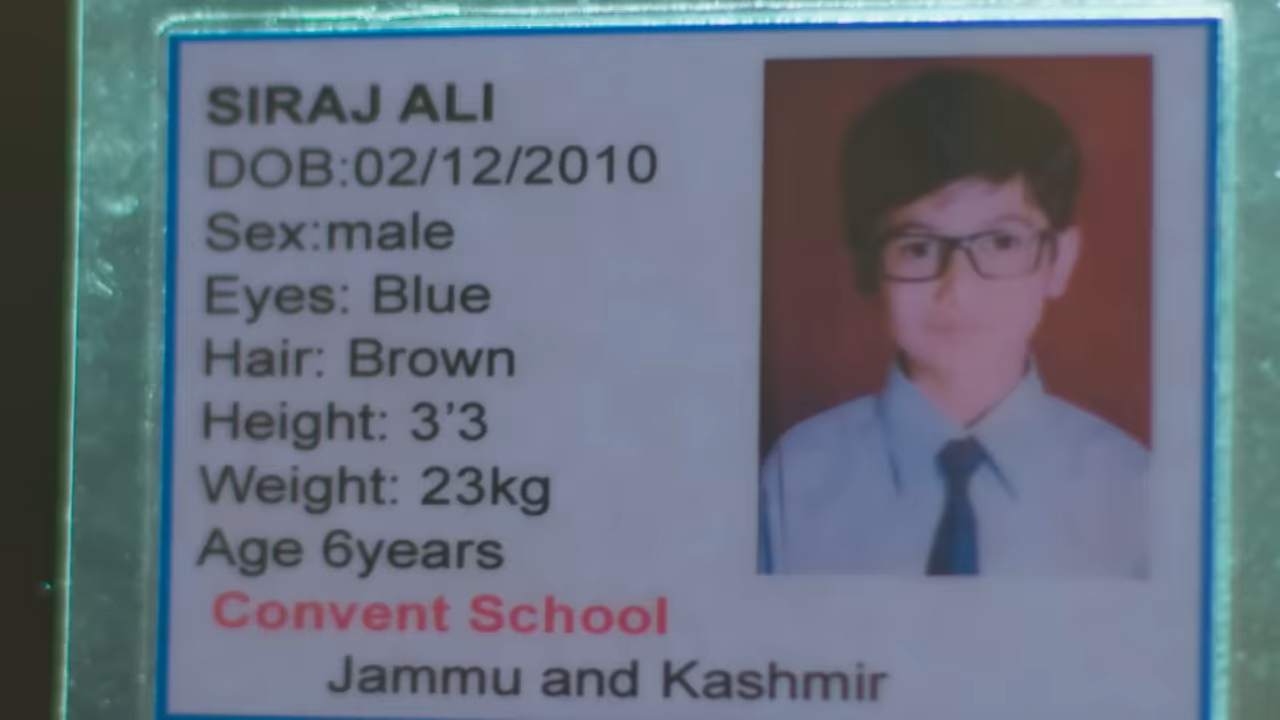 SIRAJ ALI
DOB:02/12/2010
Sex:male
Eyes: Blue
Hair: Brown
Height: 3'3
Weight: 23kg
Age 6years
Convent School
Jammu and Kashmir